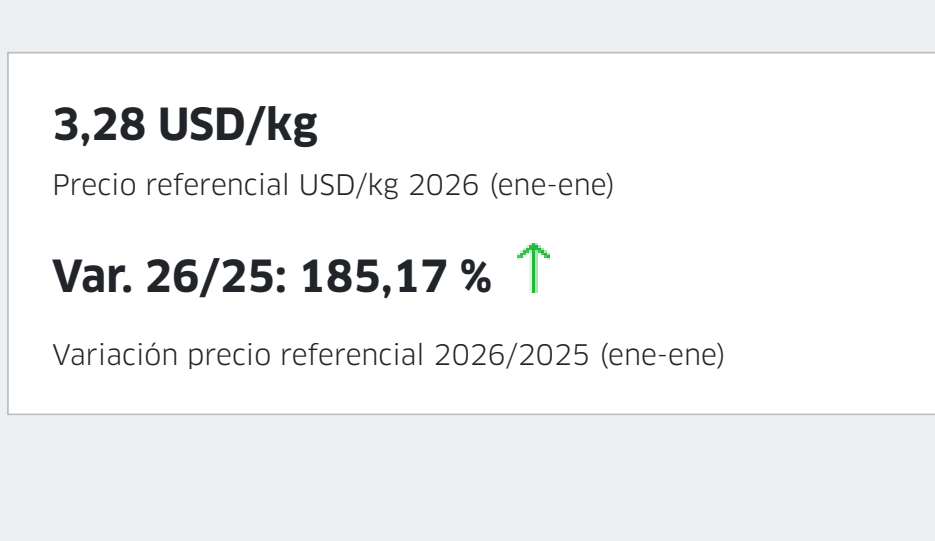 3,28 USD/kg
Precio referencial USD/kg 2026 (ene-ene)
Var. 26/25: 185,17 %
Variación precio referencial 2026/2025 (ene-ene)